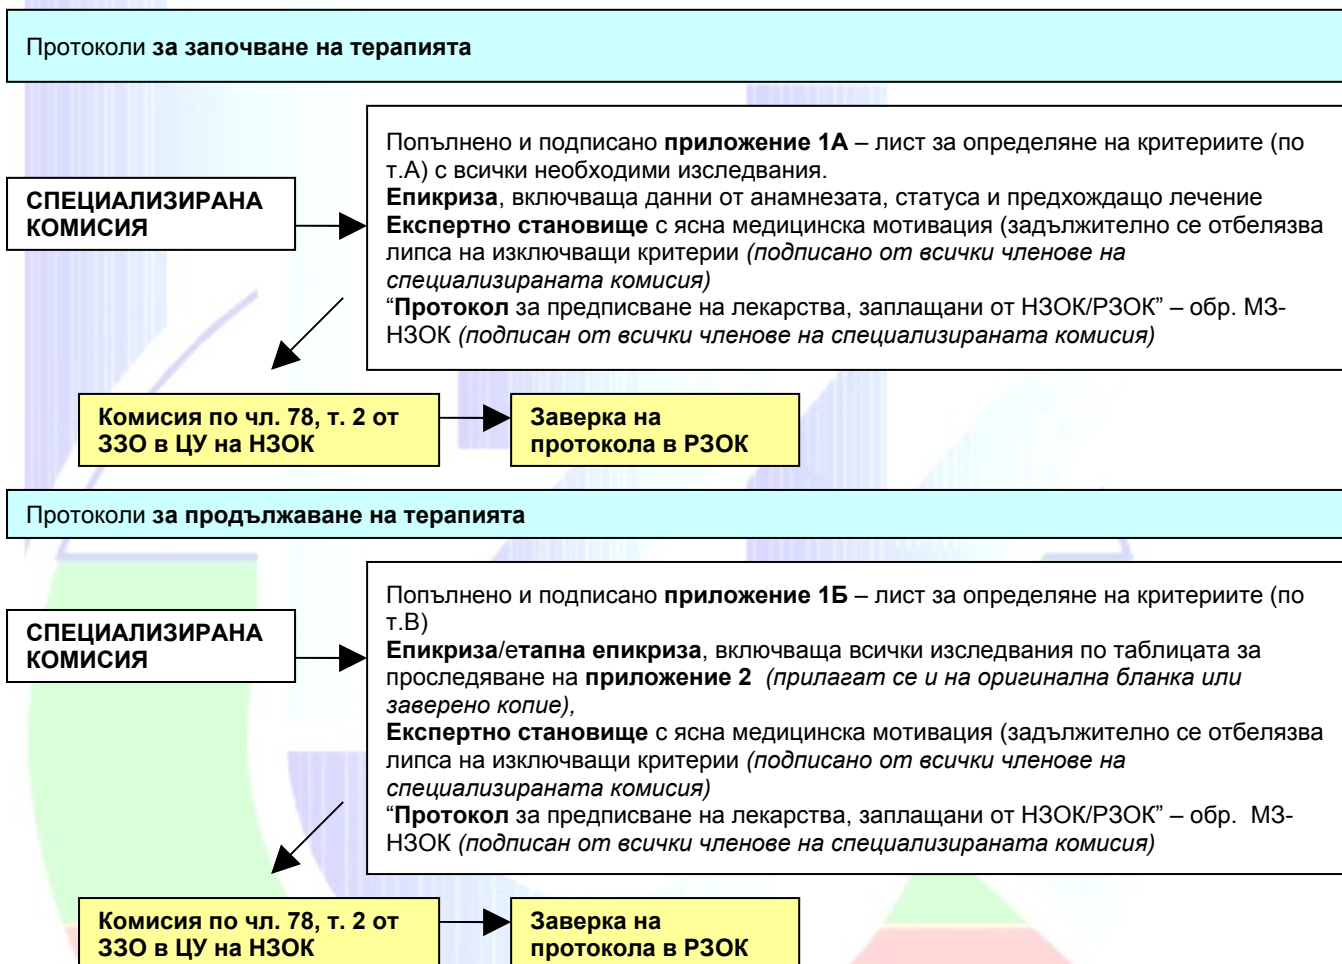 Протоколи за започване на терапията
СПЕЦИАЛИЗИРАНА
КОМИСИЯ
Попълнено и подписано приложение 1А – лист за определяне на критериите (по
т.А) с всички необходими изследвания.
Епикриза, включваща данни от анамнезата, статуса и предхождащо лечение
Експертно становище с ясна медицинска мотивация (задължително се отбелязва
липса на изключващи критерии (подписано от всички членове на
специализираната комисия)
“Протокол за предписване на лекарства, заплащани от НЗОК/РЗОК” – обр. МЗ-
НЗОК (подписан от всички членове на специализираната комисия)
Комисия по чл. 78, т. 2 от
ЗЗО в ЦУ на НЗОК
Заверка на
протокола в РЗОК
Протоколи за продължаване на терапията
СПЕЦИАЛИЗИРАНА
КОМИСИЯ
Попълнено и подписано приложение 1Б – лист за определяне на критериите (по
т.В)
Епикриза/етапна епикриза, включваща всички изследвания по таблицата за
проследяване на приложение 2 (прилагат се и на оригинална бланка или
заверено копие),
Експертно становище с ясна медицинска мотивация (задължително се отбелязва
липса на изключващи критерии (подписано от всички членове на
специализираната комисия)
“Протокол за предписване на лекарства, заплащани от НЗОК/РЗОК” – обр. МЗ-
НЗОК (подписан от всички членове на специализираната комисия)
Комисия по чл. 78, т. 2 от
ЗЗО в ЦУ на НЗОК
Заверка на
протокола в РЗОК